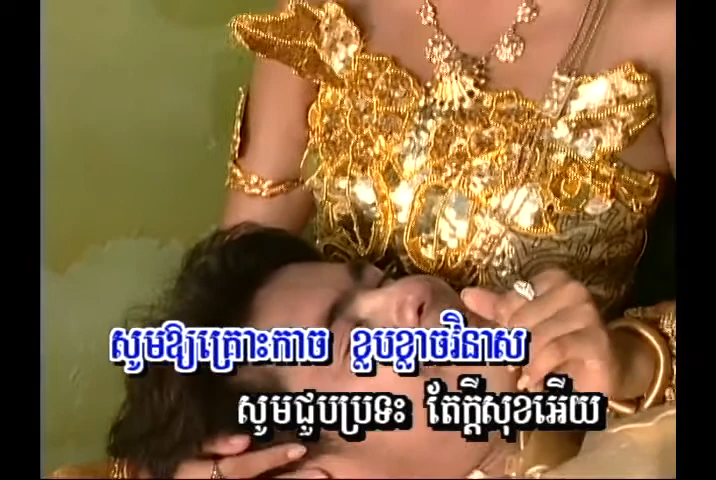 សូមឱ្យគ្រោះកាច ខ្លបខ្លាចវិនាស
សូមជួបប្រទះ តែក្ដីសុខអើយ